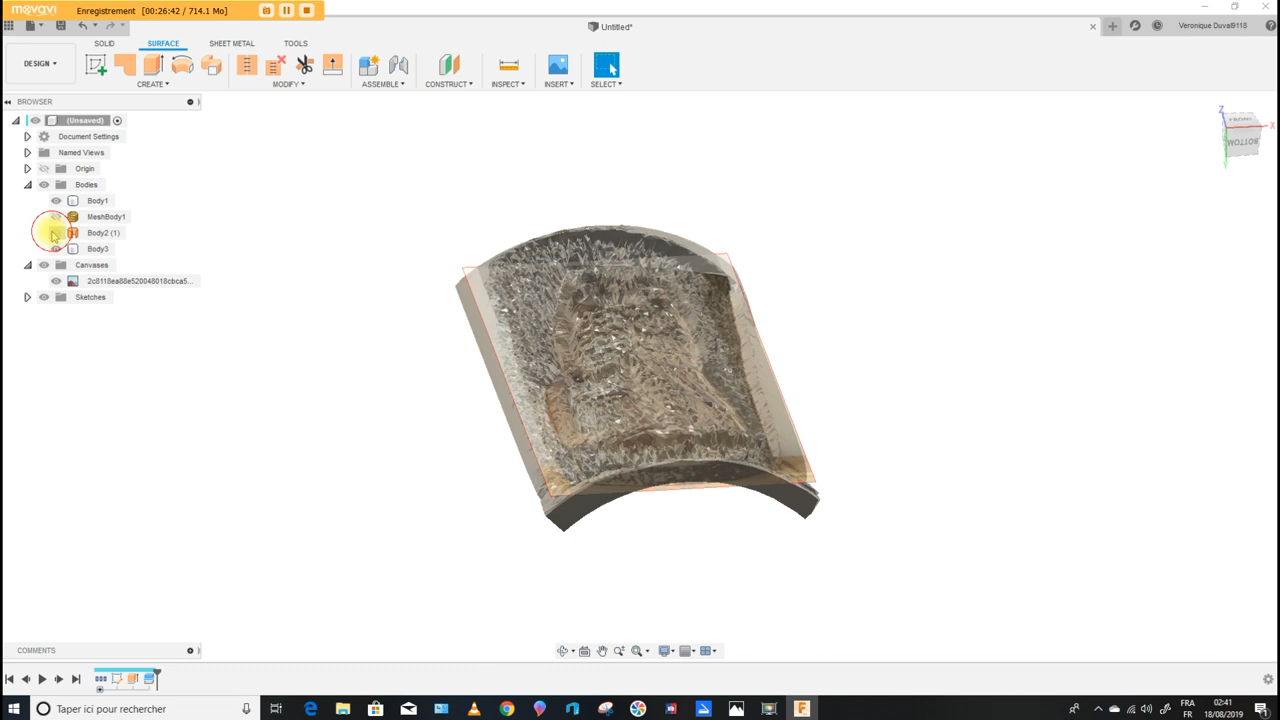 movavi Enregistrement [00:26:42 / 714.1 Mo]
Untitled*
Veronique Duval9118
SOLID SURFACE SHEET METAL TOOLS
DESIGN
CREATE MODIFY ASSEMBLE CONSTRUCT INSPECT INSERT SELECT
BROWSER
(Unsaved)
Document Settings
Named Views
Origin
Bodies
Body1
MeshBody1
Body2 (1)
Body3
Canvases
2c8118ea88e520048018cbca5...
Sketches
Z
X
BOTTOM
Y
COMMENTS
Taper ici pour rechercher
FRA
FR
02:41
18/08/2019